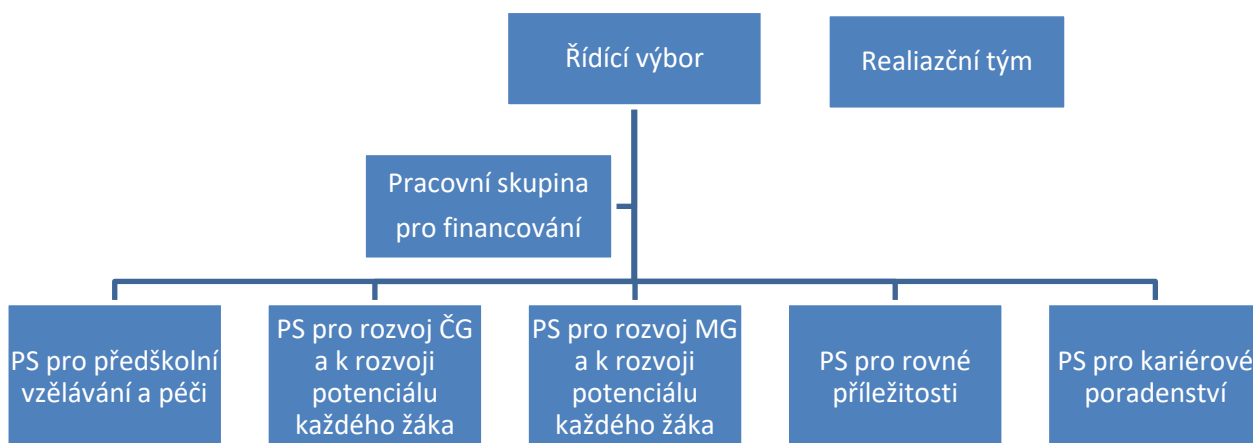 Řídící výbor
Realiazční tým
Pracovní skupina
pro financování
PS pro předškolní
vzělávání a péči
PS pro rozvoj ČG
a k rozvoji
potenciálu
každého žáka
PS pro rozvoj MG
a k rozvoji
potenciálu
každého žáka
PS pro rovné
příležitosti
PS pro kariérové
poradenství